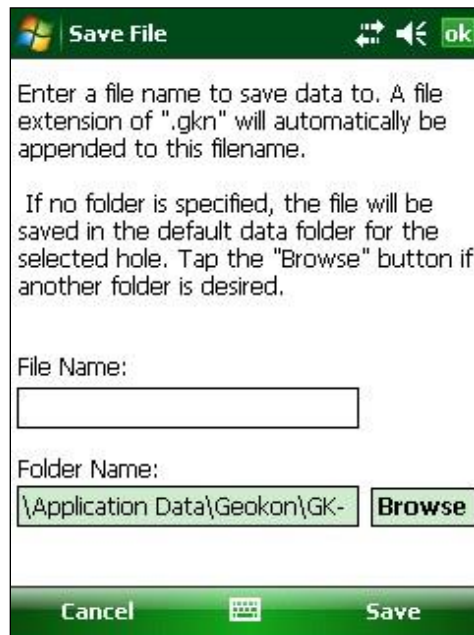 Save File
ok
Enter a file name to save data to. A file
extension of ".gkn" will automatically be
appended to this filename.
If no folder is specified, the file will be
saved in the default data folder for the
selected hole. Tap the "Browse" button if
another folder is desired.
File Name:
Folder Name:
\Application Data\Geokon\GK-
Browse
Cancel
Save